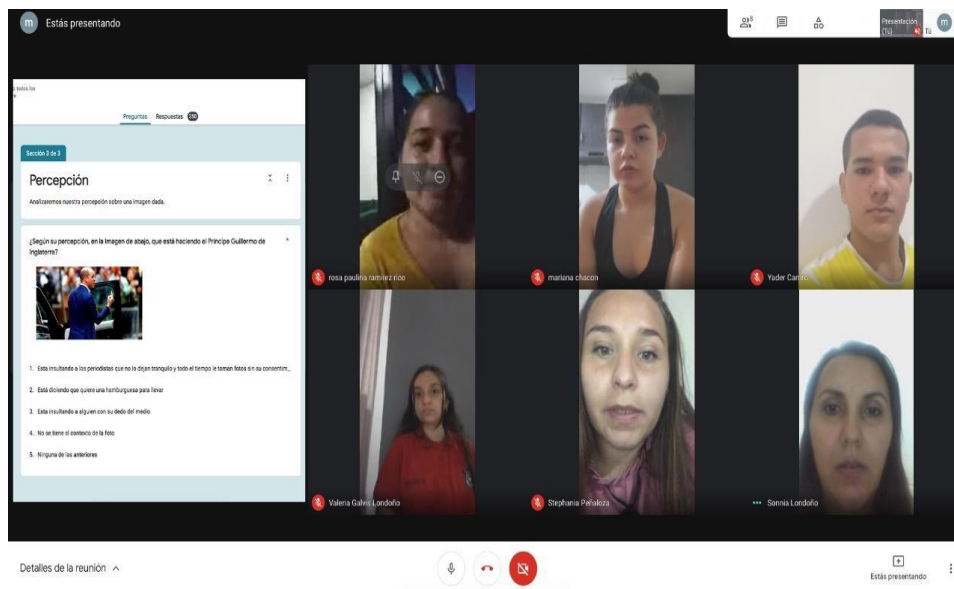 m Estás presentando
8
Presentación
(Tú)
Tú
m
Preguntas Respuestas 350
Sección 3 de 3
Percepción
Analizaremos nuestra percepción sobre una imagen dada.
¿Según su percepción, en la imagen de abajo, que está haciendo el Príncipe Guillermo de
Inglaterra? *
1. Esta insultando a los periodistas que no lo dejan tranquilo y todo el tiempo le toman fotos sin su consentim...
2. Está diciendo que quiere una hamburguesa para llevar
3. Esta insultando a alguien con su dedo del medio
4. No se tiene el contexto de la foto
5. Ninguna de las anteriores
rosa paulina ramirez rico
mariana chacon
Yader
Valeria Galvis Londoño
Stephania Peñaloza
Sonnia Londoño
Detalles de la reunión
Estás presentando